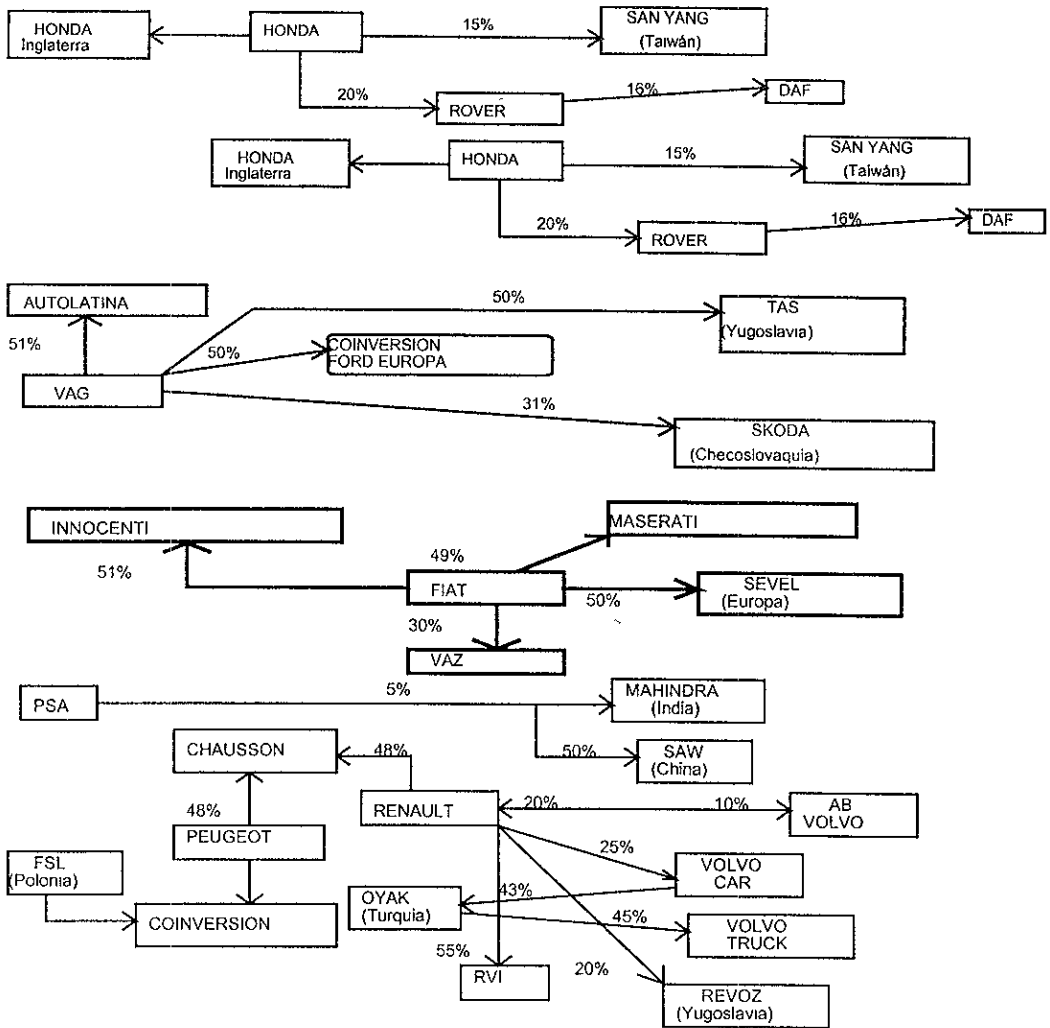 HONDA
Inglaterra
HONDA
15%
SAN YANG
(Taiwán)
20%
ROVER
16%
DAF
HONDA
Inglaterra
HONDA
15%
SAN YANG
(Taiwán)
20%
ROVER
16%
DAF
AUTOLATINA
50%
TAS
(Yugoslavia)
51%
50%
COINVERSION
FORD EUROPA
VAG
31%
SKODA
(Checoslovaquia)
INNOCENTI
MASERATI
49%
51%
FIAT
50%
SEVEL
(Europa)
30%
VAZ
PSA
5%
MAHINDRA
(India)
CHAUSSON
48%
50%
SAW
(China)
48%
RENAULT
20%
10%
AB
VOLVO
PEUGEOT
25%
FSL
(Polonia)
VOLVO
CAR
OYAK
(Turquia)
43%
COINVERSION
45%
VOLVO
TRUCK
55%
RVI
20%
REVOZ
(Yugoslavia)